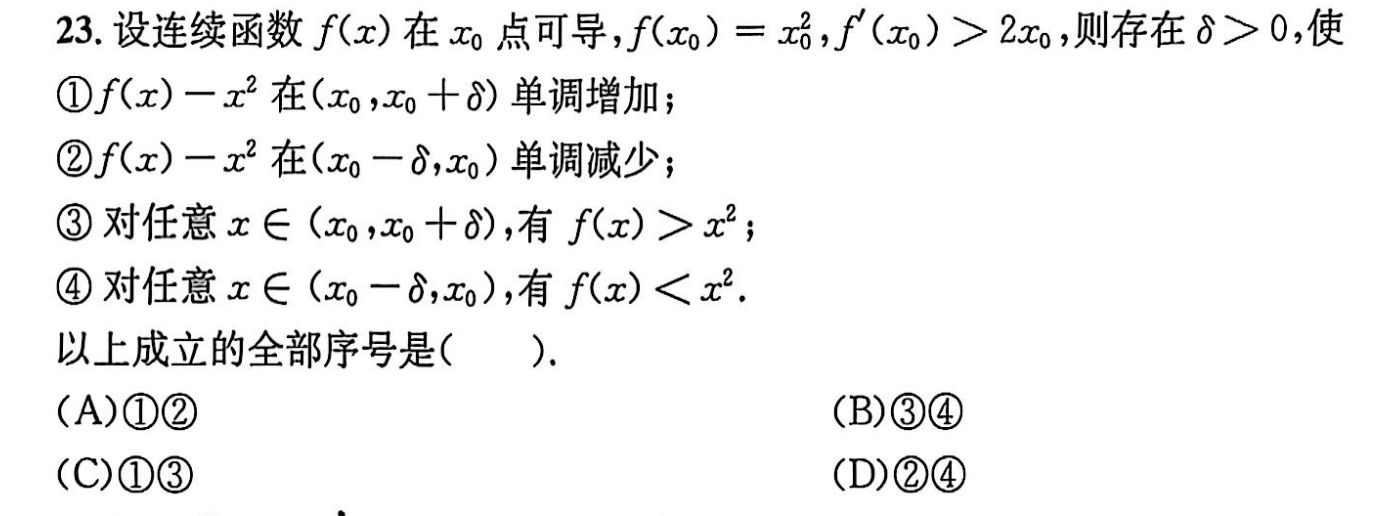 23. 设连续函数 f(x) 在 x₀ 点可导,f(x₀) = x₀²,f′(x₀) > 2x₀,则存在 δ > 0,使
①f(x) − x² 在(x₀,x₀ + δ) 单调增加;
②f(x) − x² 在(x₀ − δ,x₀) 单调减少;
③ 对任意 x ∈ (x₀,x₀ + δ),有 f(x) > x²;
④ 对任意 x ∈ (x₀ − δ,x₀),有 f(x) < x².
以上成立的全部序号是(　　).
(A)①②　(B)③④
(C)①③　(D)②④